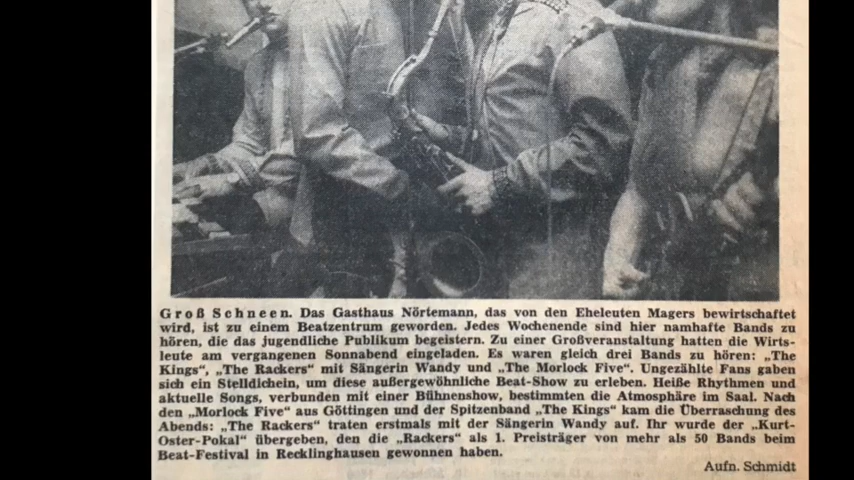 Groß Schneen. Das Gasthaus Nörtemann, das von den Eheleuten Magers bewirtschaftet
wird, ist zu einem Beatzentrum geworden. Jedes Wochenende sind hier namhafte Bands zu
hören, die das jugendliche Publikum begeistern. Zu einer Großveranstaltung hatten die Wirts-
leute am vergangenen Sonnabend eingeladen. Es waren gleich drei Bands zu hören: „The
Kings“, „The Rackers“ mit Sängerin Wandy und „The Morlock Five“. Ungezählte Fans gaben
sich ein Stelldichein, um diese außergewöhnliche Beat-Show zu erleben. Heiße Rhythmen und
aktuelle Songs, verbunden mit einer Bühnenshow, bestimmten die Atmosphäre im Saal. Nach
den „Morlock Five“ aus Göttingen und der Spitzenband „The Kings“ kam die Überraschung des
Abends: „The Rackers“ traten erstmals mit der Sängerin Wandy auf. Ihr wurde der „Kurt-
Oster-Pokal“ übergeben, den die „Rackers“ als 1. Preisträger von mehr als 50 Bands beim
Beat-Festival in Recklinghausen gewonnen haben.
Aufn. Schmidt